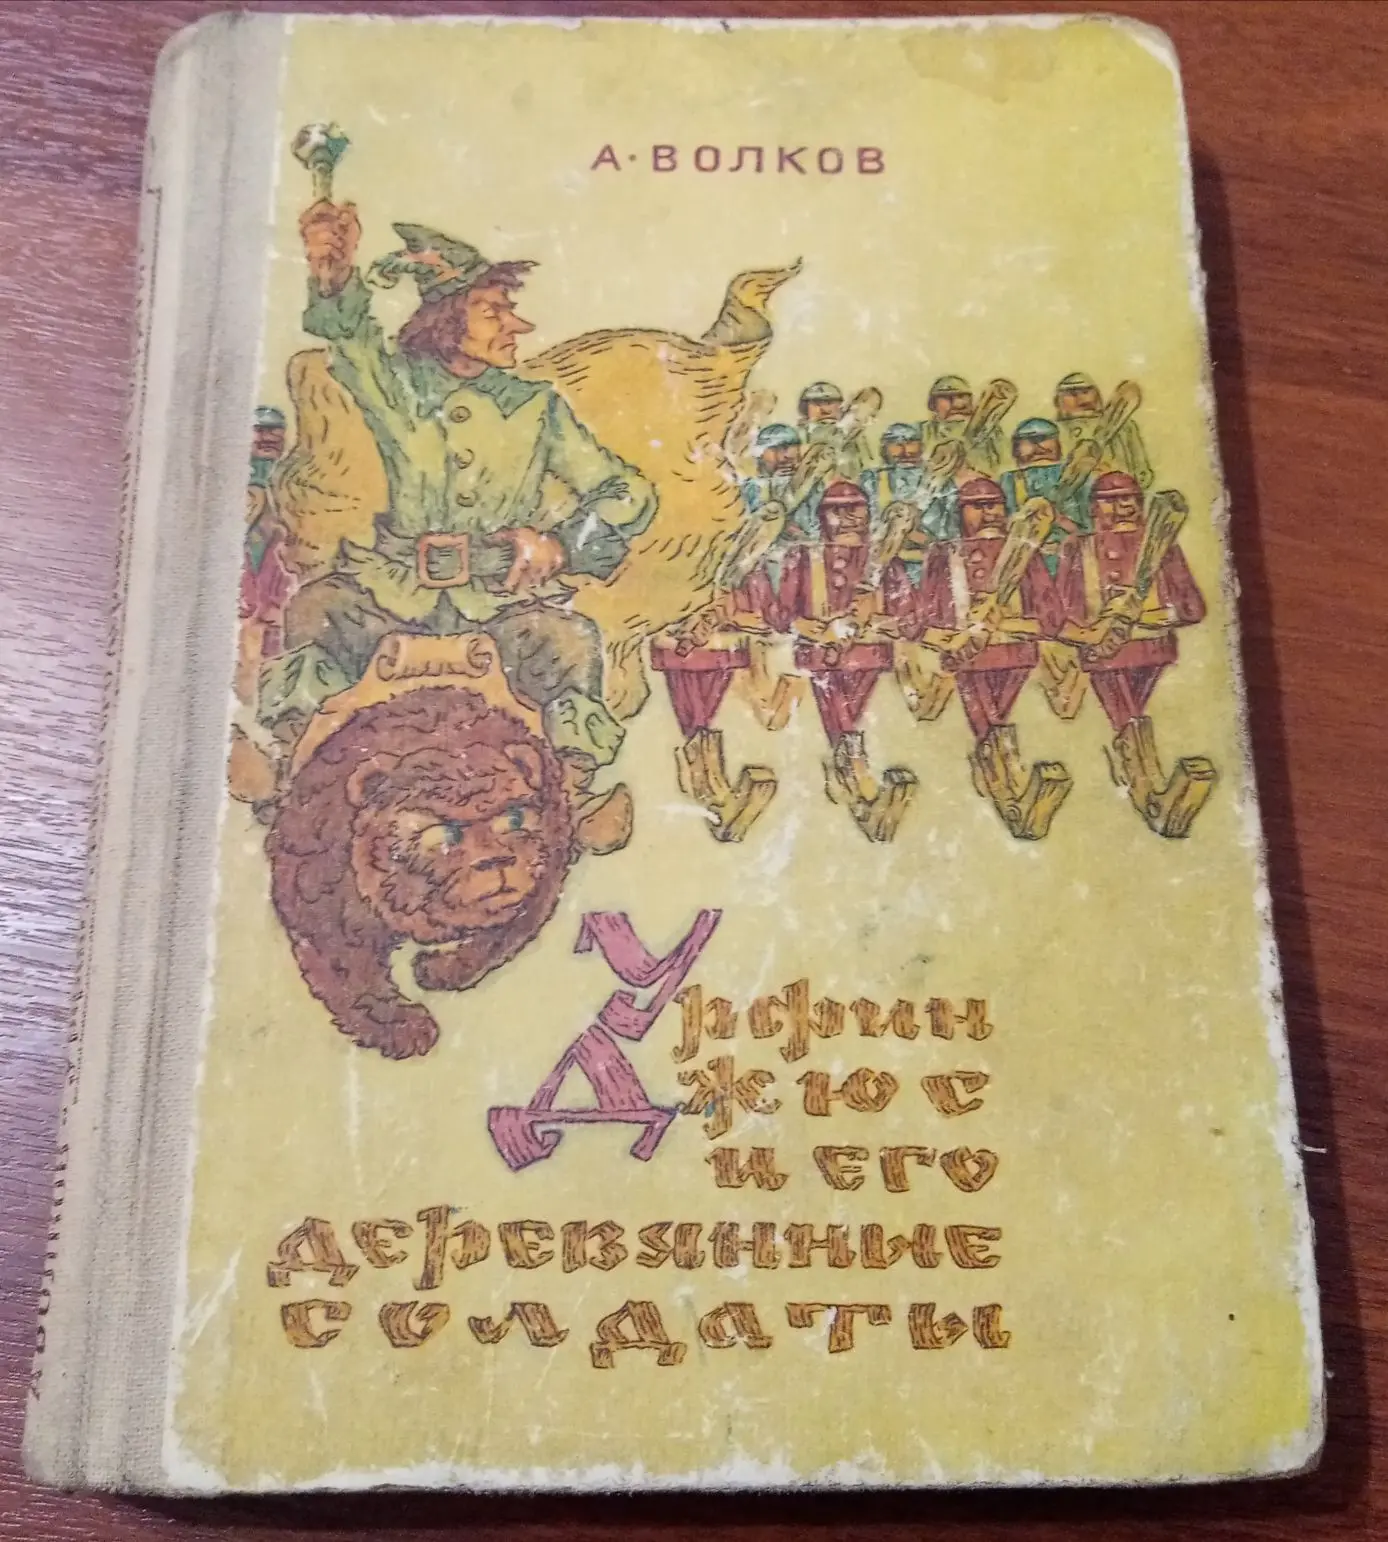 А·ВОЛКОВ
Урфин
Джюс
и его
деревянные
солдаты